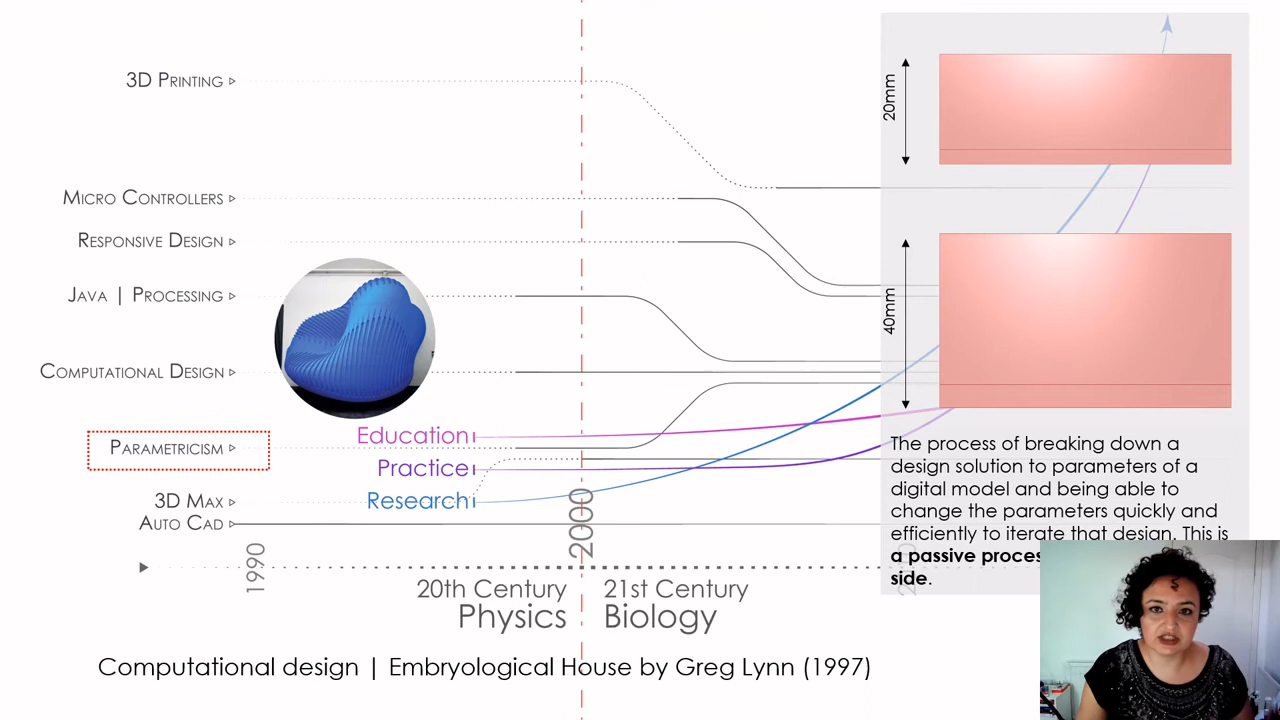 3D Printing
Micro Controllers
Responsive Design
Java | Processing
Computational Design
Parametricism
3D Max
Auto Cad
Education
Practice
Research
1990
2000
20th Century
Physics
21st Century
Biology
20mm
40mm
The process of breaking down a
design solution to parameters of a
digital model and being able to
change the parameters quickly and
efficiently to iterate that design. This is
a passive
side.
Computational design | Embryological House by Greg Lynn (1997)